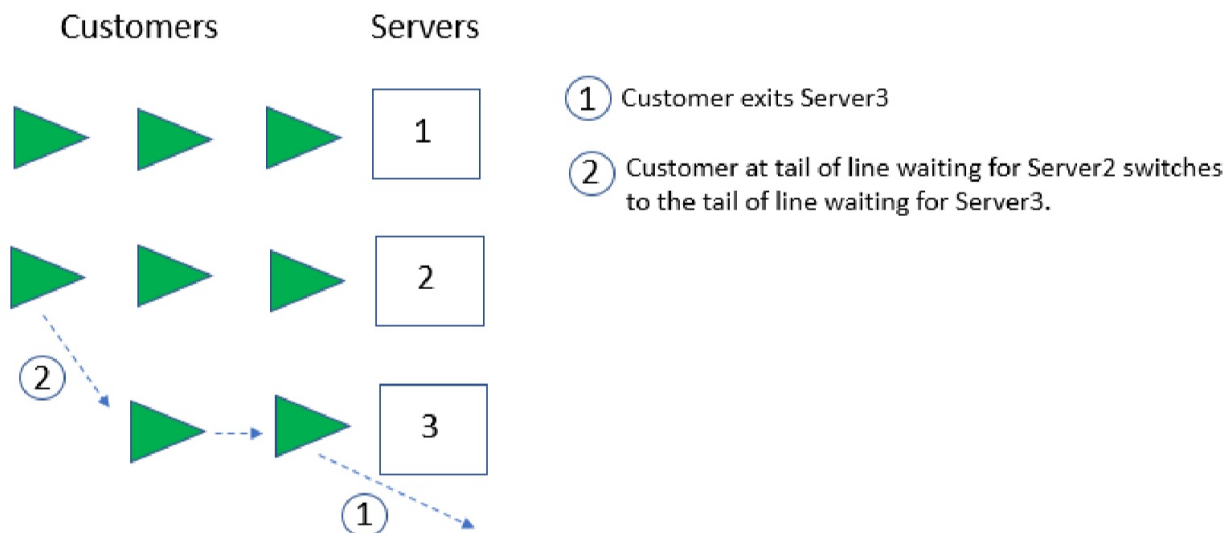 Customers Servers
1
① Customer exits Server3
② Customer at tail of line waiting for Server2 switches
to the tail of line waiting for Server3.
2
②
3
①